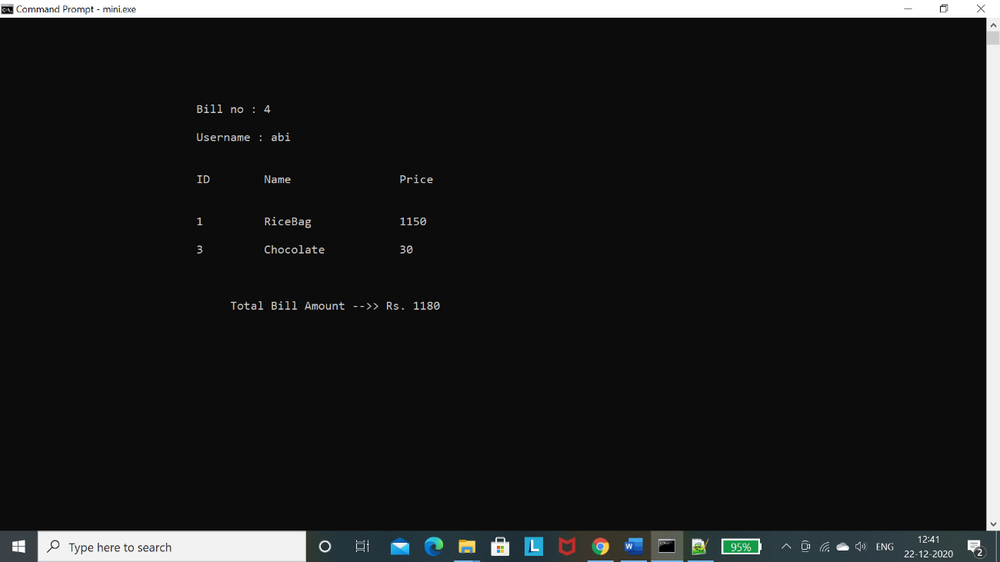 Command Prompt - mini.exe
Bill no : 4
Username : abi
ID Name Price
1 RiceBag 1150
3 Chocolate 30
Total Bill Amount -->> Rs. 1180
Type here to search
95%
ENG
12:41
22-12-2020
2